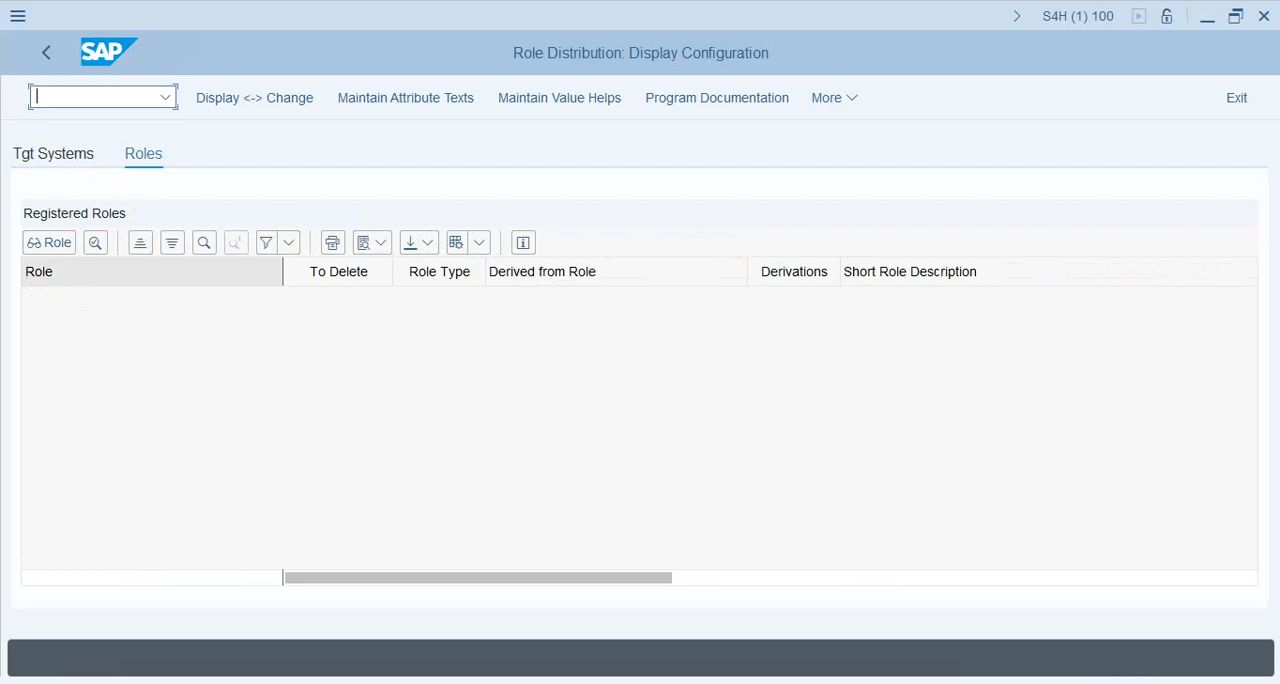 S4H (1) 100
SAP
Role Distribution: Display Configuration
Display <-> Change Maintain Attribute Texts Maintain Value Helps Program Documentation More Exit
Tgt Systems Roles
Registered Roles
Role
Role To Delete Role Type Derived from Role Derivations Short Role Description